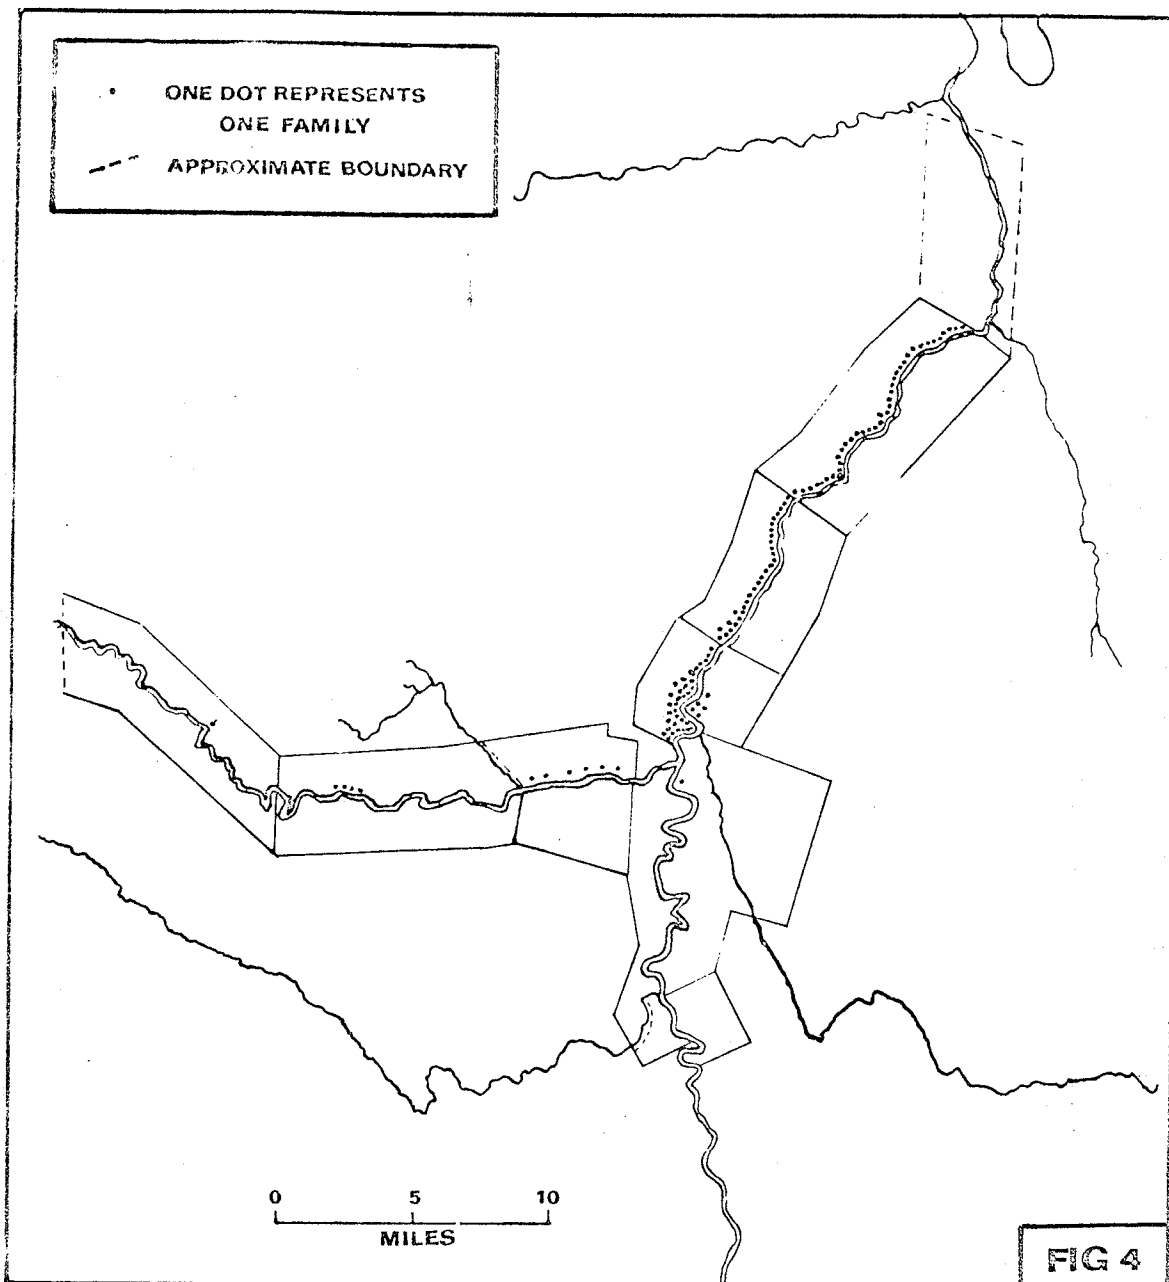 ONE DOT REPRESENTS
ONE FAMILY
APPROXIMATE BOUNDARY
0 5 10
MILES
FIG 4